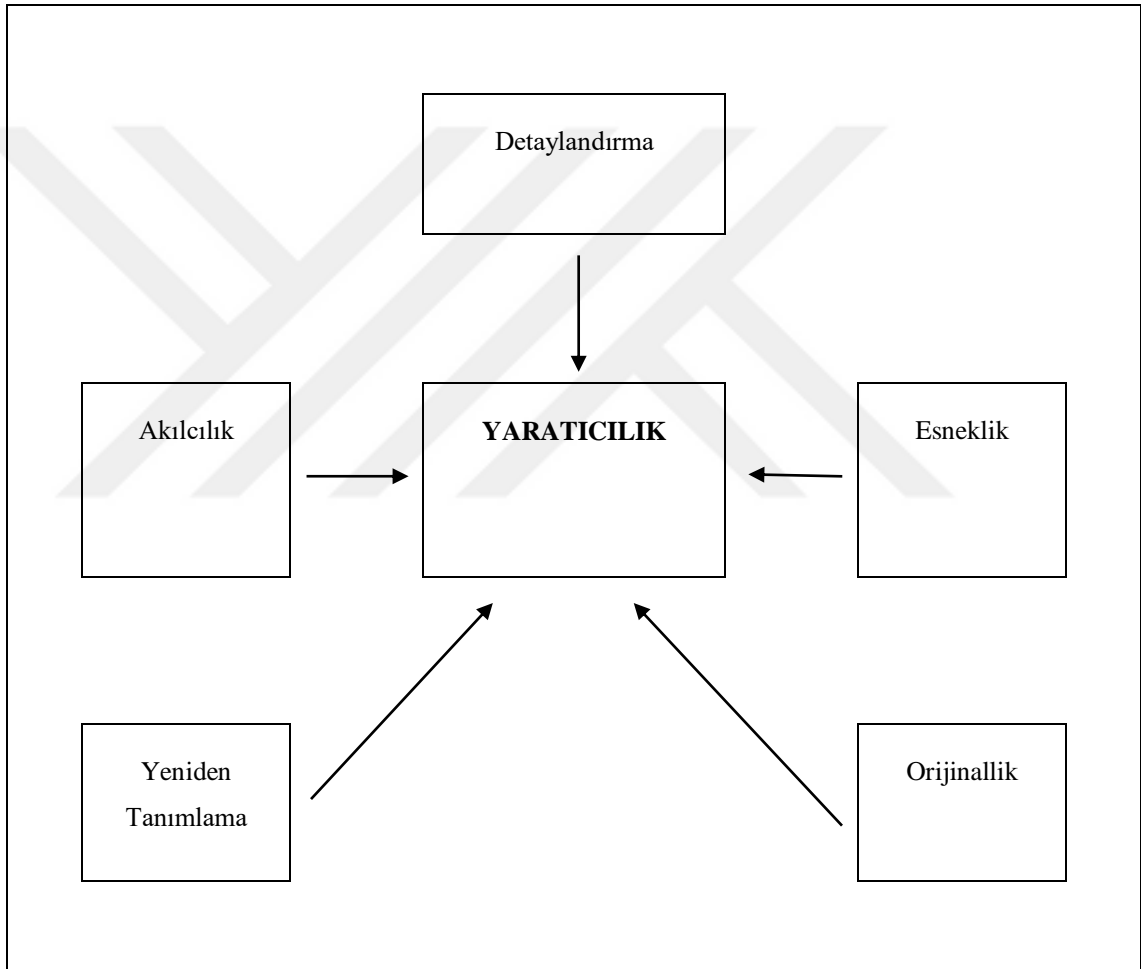 Detaylandırma
Akılcılık
YARATICILIK
Esneklik
Yeniden
Tanımlama
Orijinallik